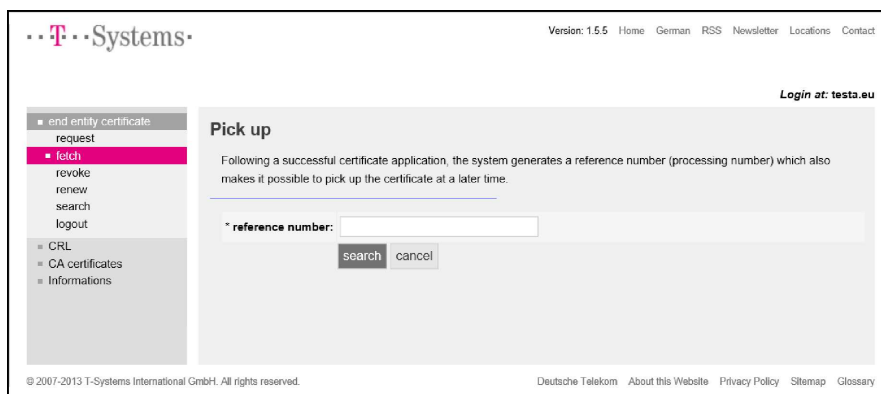 ··T··Systems·
Version: 1.5.5 Home German RSS Newsletter Locations Contact
Login at: testa.eu
end entity certificate
request
fetch
revoke
renew
search
logout
CRL
CA certificates
Informations
Pick up
Following a successful certificate application, the system generates a reference number (processing number) which also
makes it possible to pick up the certificate at a later time.
* reference number:
search cancel
© 2007-2013 T-Systems International GmbH. All rights reserved.
Deutsche Telekom About this Website Privacy Policy Sitemap Glossary